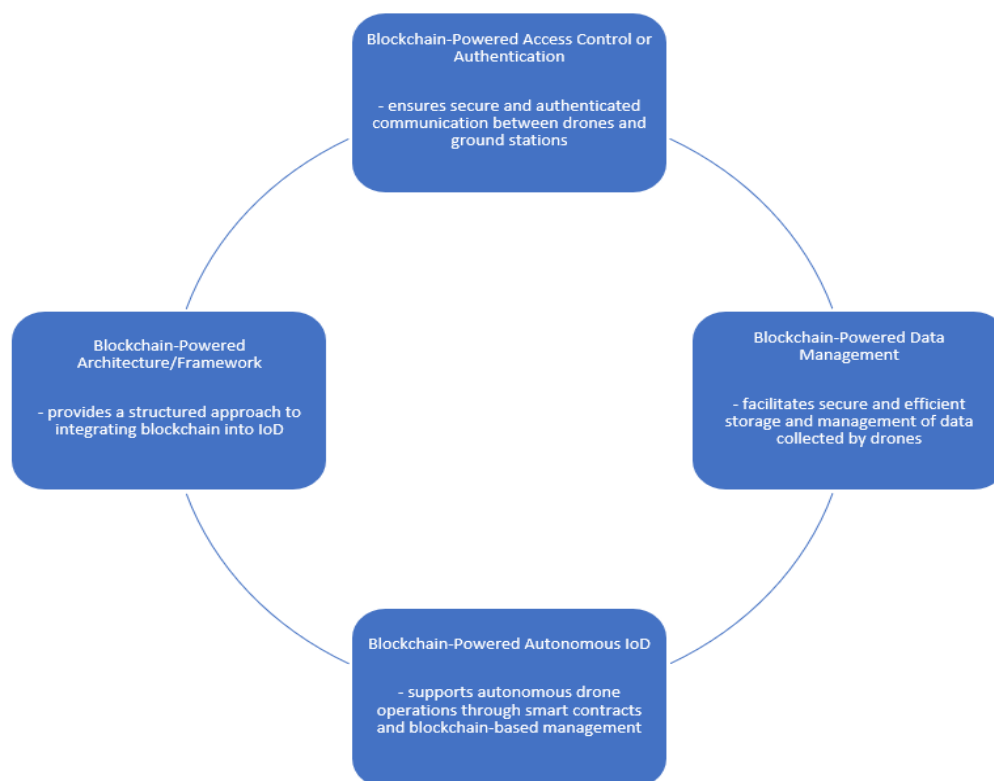 Blockchain-Powered Access Control or
Authentication
- ensures secure and authenticated
communication between drones and
ground stations
Blockchain-Powered Data
Management
- facilitates secure and efficient
storage and management of data
collected by drones
Blockchain-Powered Autonomous IoD
- supports autonomous drone
operations through smart contracts
and blockchain-based management
Blockchain-Powered
Architecture/Framework
- provides a structured approach to
integrating blockchain into IoD